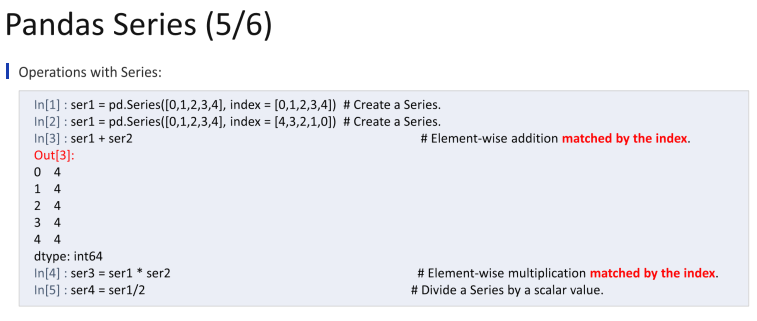 Pandas Series (5/6)
Operations with Series:
In[1] : ser1 = pd.Series([0,1,2,3,4], index = [0,1,2,3,4])  # Create a Series.
In[2] : ser1 = pd.Series([0,1,2,3,4], index = [4,3,2,1,0])  # Create a Series.
In[3] : ser1 + ser2 # Element-wise addition matched by the index.
Out[3]:
0 4
1 4
2 4
3 4
4 4
dtype: int64
In[4] : ser3 = ser1 * ser2 # Element-wise multiplication matched by the index.
In[5] : ser4 = ser1/2 # Divide a Series by a scalar value.